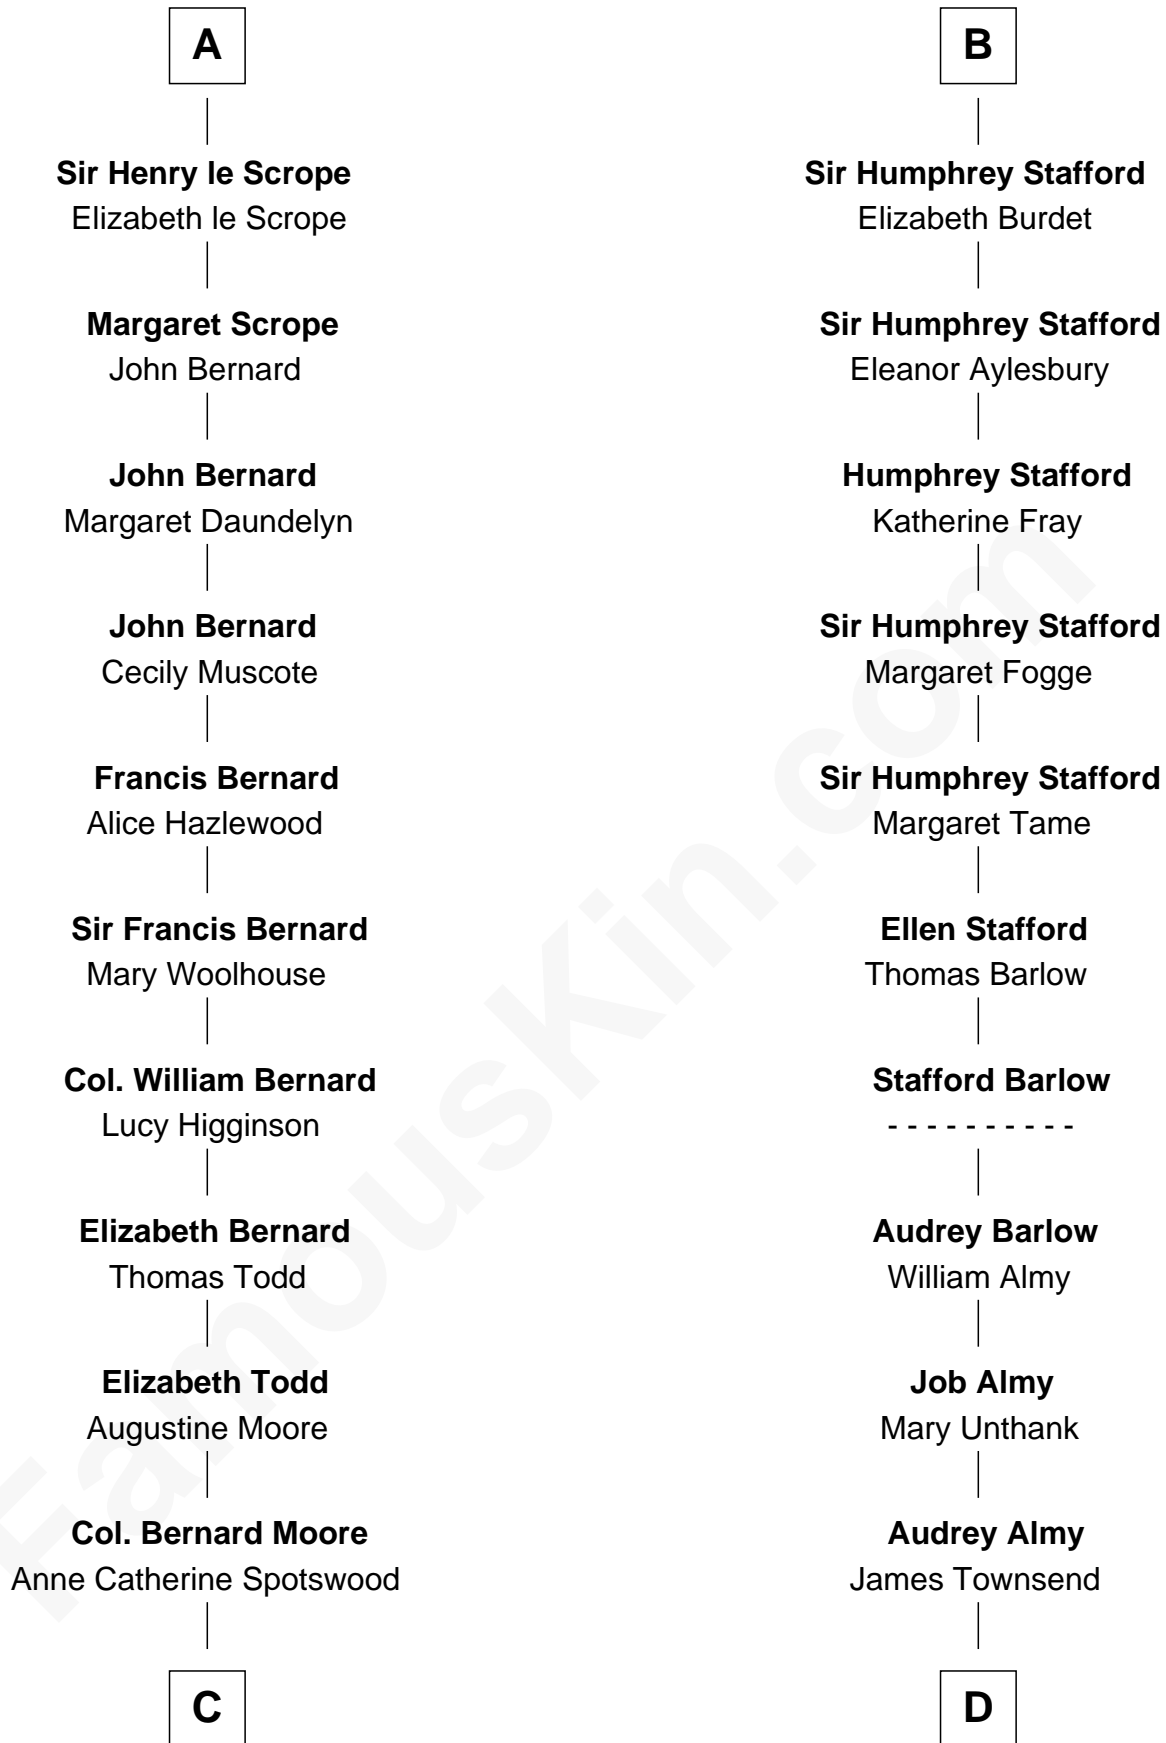 A
Sir Henry le Scrope
Elizabeth le Scrope
Margaret Scrope
John Bernard
John Bernard
Margaret Daundelyn
John Bernard
Cecily Muscote
Francis Bernard
Alice Hazlewood
Sir Francis Bernard
Mary Woolhouse
Col. William Bernard
Lucy Higginson
Elizabeth Bernard
Thomas Todd
Elizabeth Todd
Augustine Moore
Col. Bernard Moore
Anne Catherine Spotswood
C
B
Sir Humphrey Stafford
Elizabeth Burdet
Sir Humphrey Stafford
Eleanor Aylesbury
Humphrey Stafford
Katherine Fray
Sir Humphrey Stafford
Margaret Fogge
Sir Humphrey Stafford
Margaret Tame
Ellen Stafford
Thomas Barlow
Stafford Barlow
- - - - - - - - - -
Audrey Barlow
William Almy
Job Almy
Mary Unthank
Audrey Almy
James Townsend
D
FamousKin.com